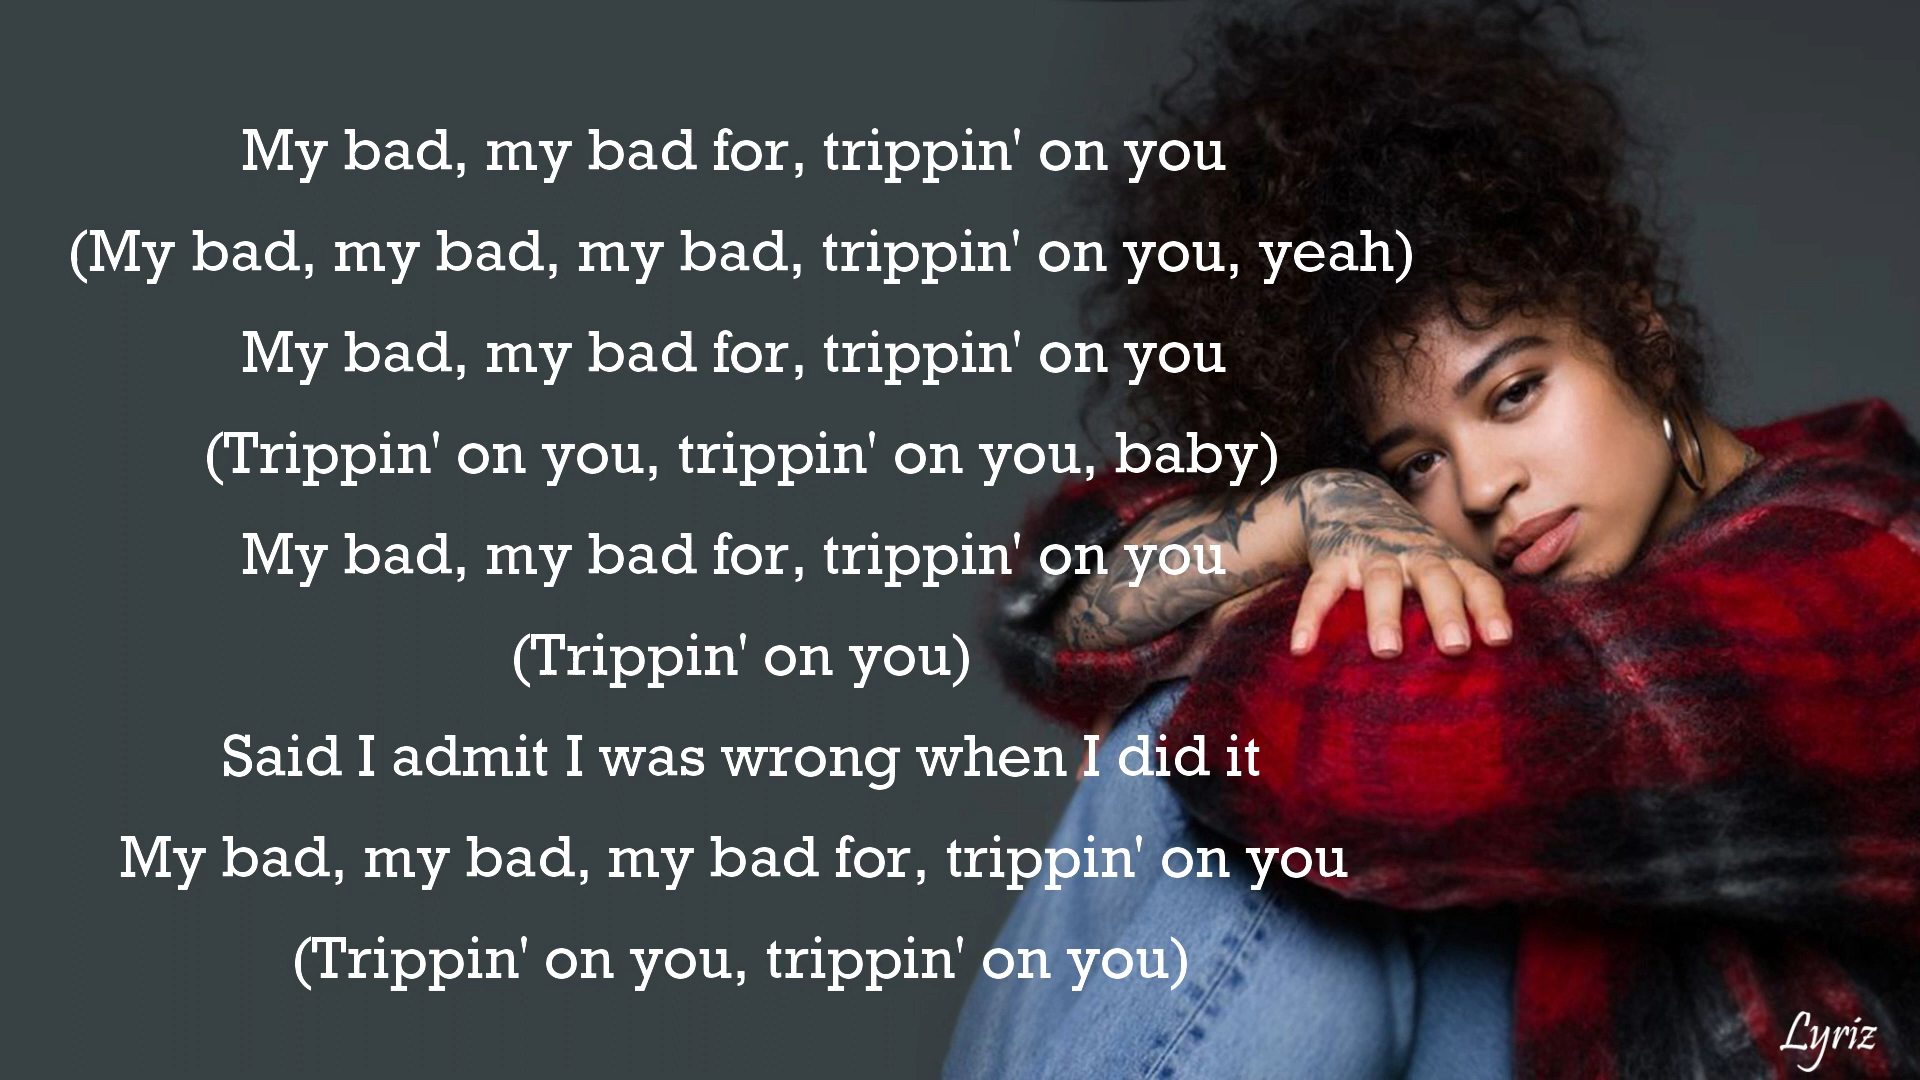 My bad, my bad for, trippin' on you
(My bad, my bad, my bad, trippin' on you, yeah)
My bad, my bad for, trippin' on you
(Trippin' on you, trippin' on you, baby)
My bad, my bad for, trippin' on you
(Trippin' on you)
Said I admit I was wrong when I did it
My bad, my bad, my bad for, trippin' on you
(Trippin' on you, trippin' on you)
Lyriz